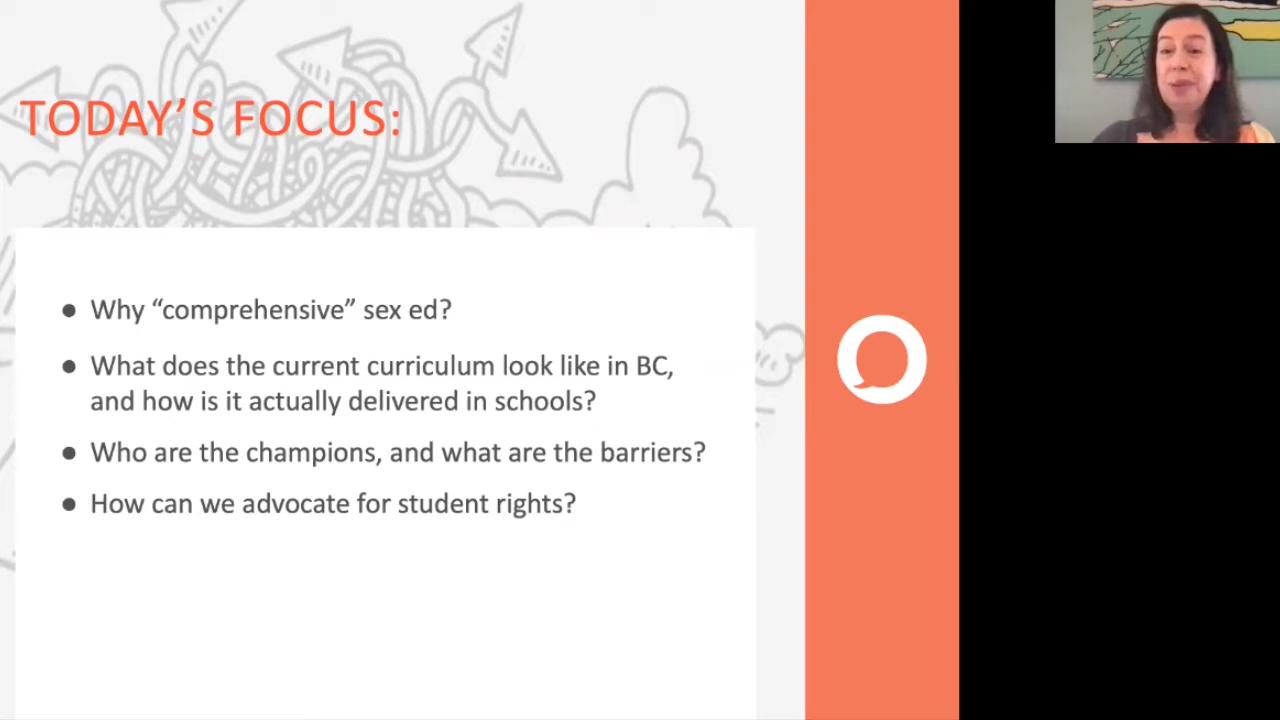 TODAY'S FOCUS:
● Why “comprehensive” sex ed?
● What does the current curriculum look like in BC,
and how is it actually delivered in schools?
● Who are the champions, and what are the barriers?
● How can we advocate for student rights?